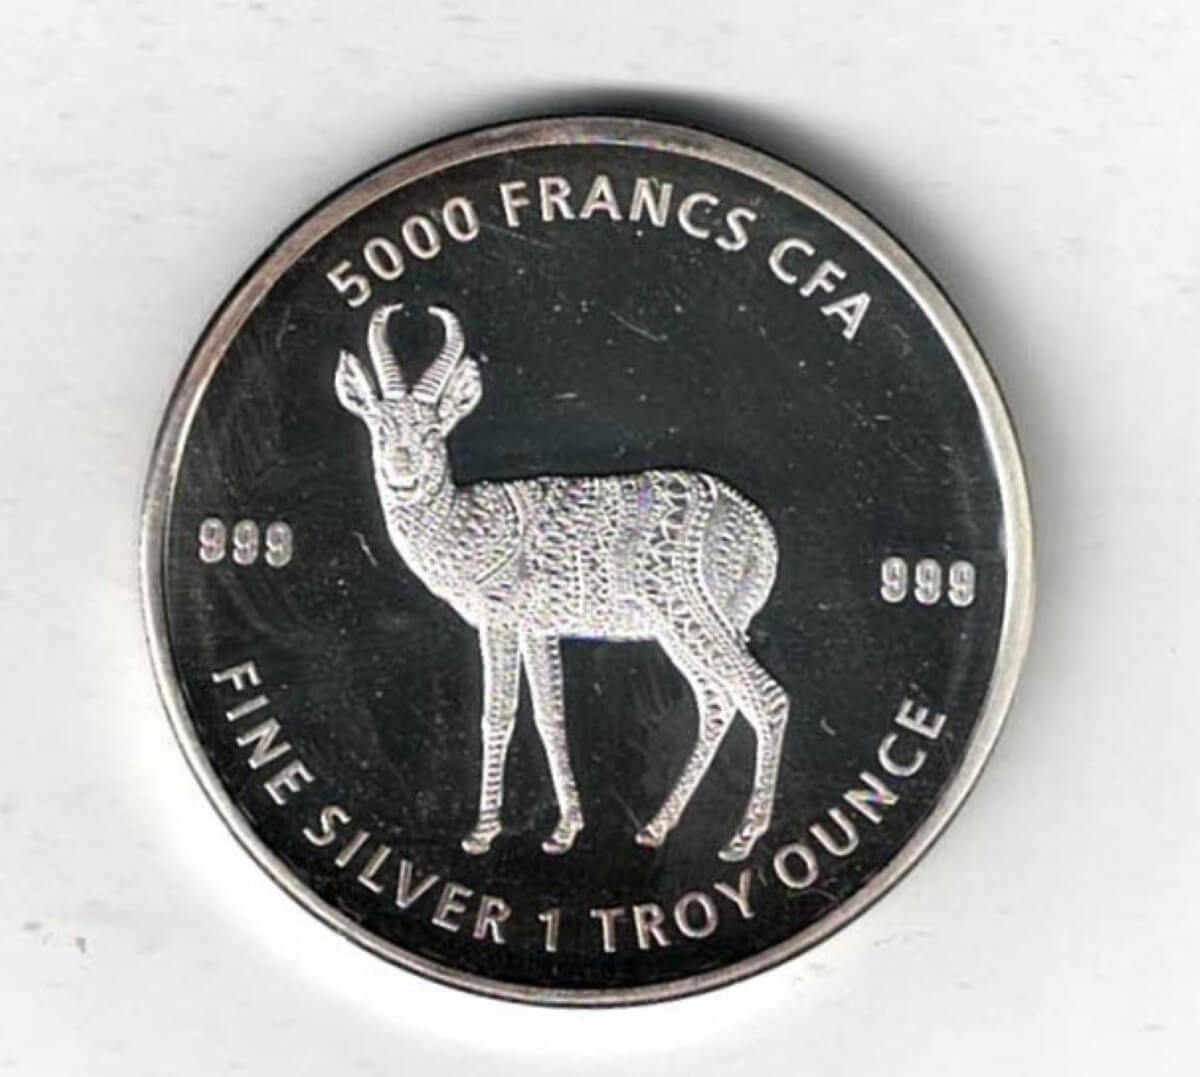 5000 FRANCS CFA
999
999
FINE SILVER 1 TROY OUNCE